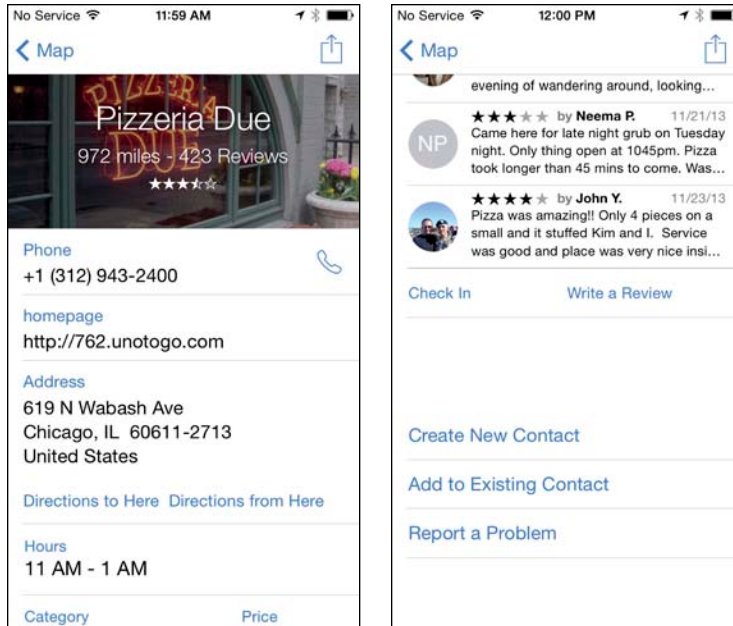 No Service
11:59 AM
Map
PIZZERIA
DUE
Pizzeria Due
972 miles - 423 Reviews
Phone
+1 (312) 943-2400
homepage
http://762.unotogo.com
Address
619 N Wabash Ave
Chicago, IL 60611-2713
United States
Directions to Here Directions from Here
Hours
11 AM - 1 AM
Category Price
No Service
12:00 PM
Map
evening of wandering around, looking...
NP
by Neema P. 11/21/13
Came here for late night grub on Tuesday
night. Only thing open at 1045pm. Pizza
took longer than 45 mins to come. Was...
by John Y. 11/23/13
Pizza was amazing!! Only 4 pieces on a
small and it stuffed Kim and I. Service
was good and place was very nice insi...
Check In Write a Review
Create New Contact
Add to Existing Contact
Report a Problem